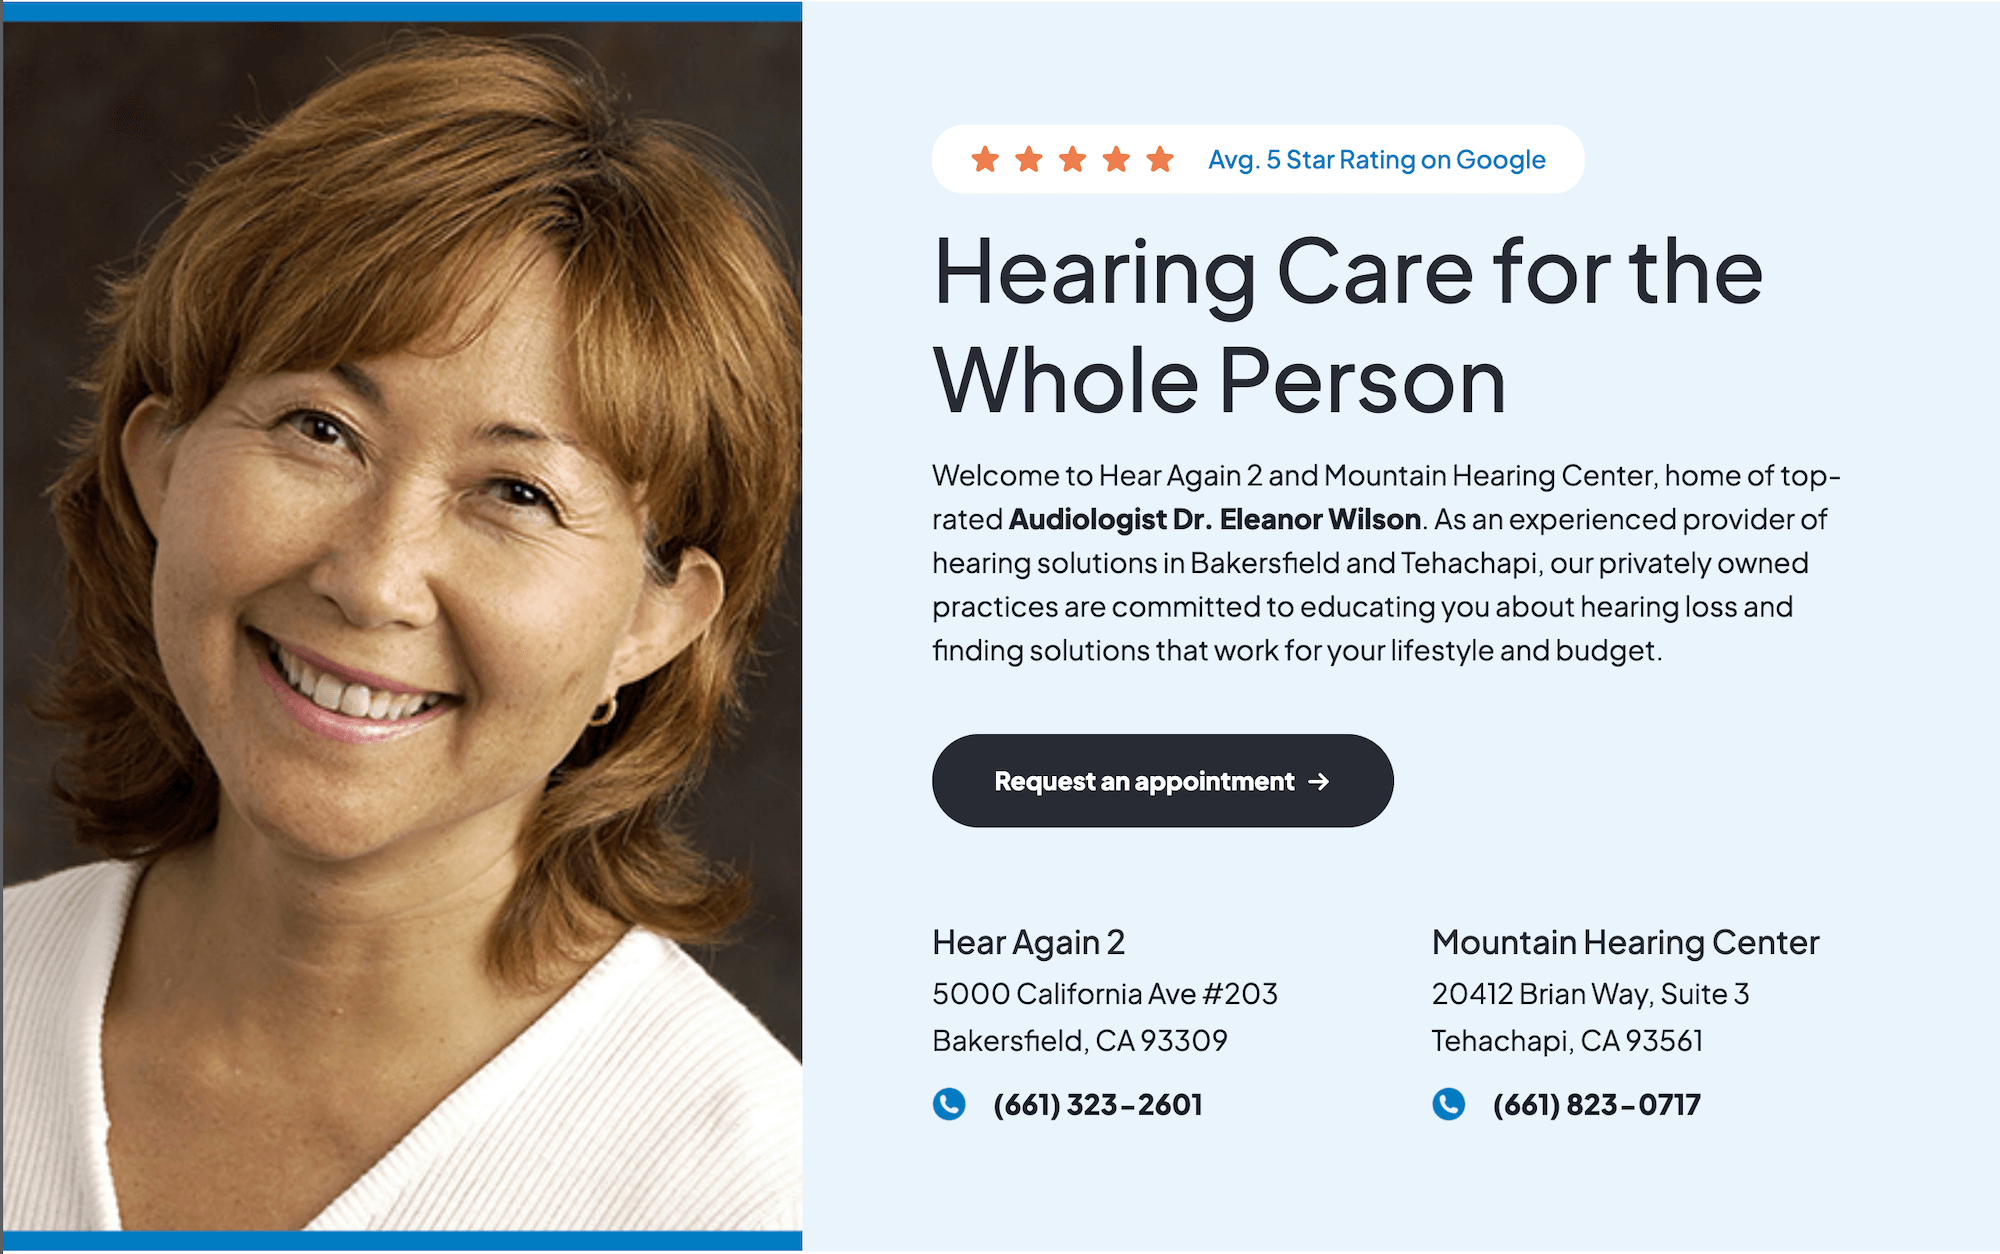 Avg. 5 Star Rating on Google
Hearing Care for the
Whole Person
Welcome to Hear Again 2 and Mountain Hearing Center, home of top-
rated Audiologist Dr. Eleanor Wilson. As an experienced provider of
hearing solutions in Bakersfield and Tehachapi, our privately owned
practices are committed to educating you about hearing loss and
finding solutions that work for your lifestyle and budget.
Request an appointment →
Hear Again 2
5000 California Ave #203
Bakersfield, CA 93309
(661) 323-2601
Mountain Hearing Center
20412 Brian Way, Suite 3
Tehachapi, CA 93561
(661) 823-0717